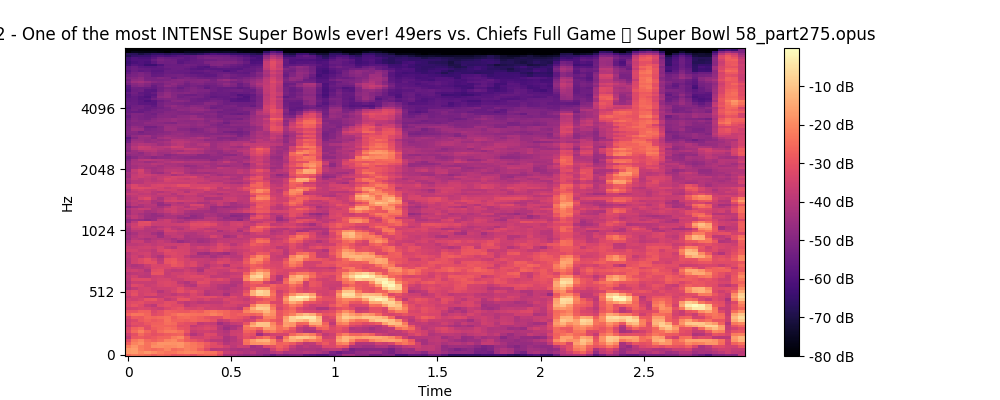 2 - One of the most INTENSE Super Bowls ever! 49ers vs. Chiefs Full Game  Super Bowl 58_part275.opus
4096
2048
1024
512
0
Hz
0 0.5 1 1.5 2 2.5
Time
-10 dB
-20 dB
-30 dB
-40 dB
-50 dB
-60 dB
-70 dB
-80 dB